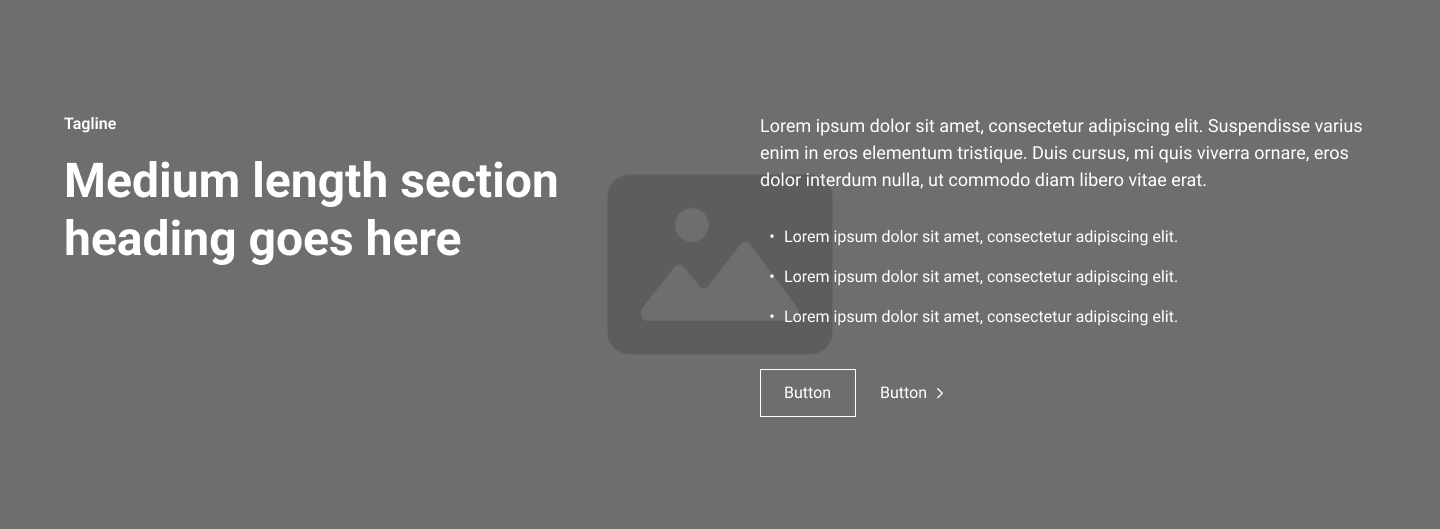 Tagline
Medium length section
heading goes here
Lorem ipsum dolor sit amet, consectetur adipiscing elit. Suspendisse varius
enim in eros elementum tristique. Duis cursus, mi quis viverra ornare, eros
dolor interdum nulla, ut commodo diam libero vitae erat.
• Lorem ipsum dolor sit amet, consectetur adipiscing elit.
• Lorem ipsum dolor sit amet, consectetur adipiscing elit.
• Lorem ipsum dolor sit amet, consectetur adipiscing elit.
Button Button